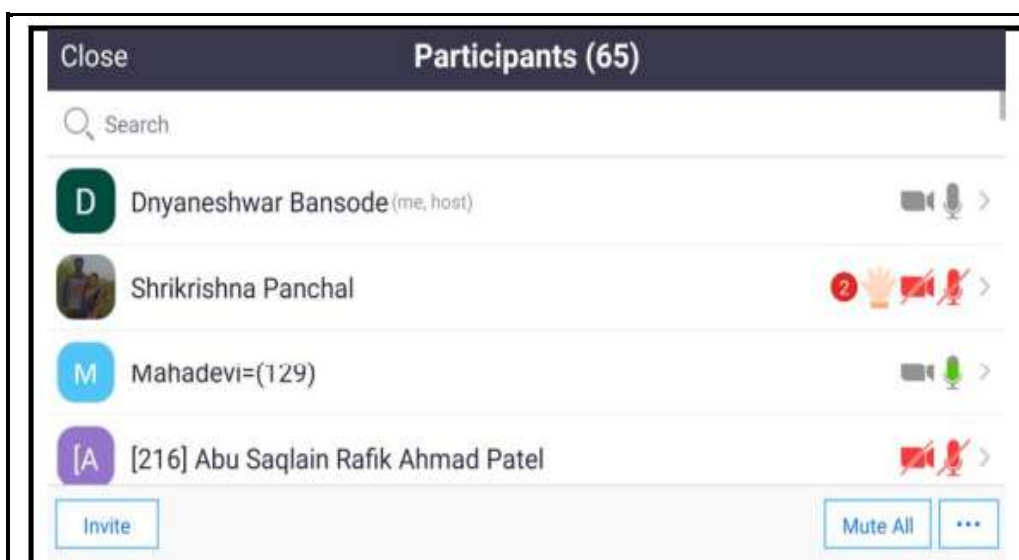 Close Participants (65)
Search
D Dnyaneshwar Bansode (me, host)
Shrikrishna Panchal 2
M Mahadevi=(129)
[A [216] Abu Saqlain Rafik Ahmad Patel
Invite Mute All ...